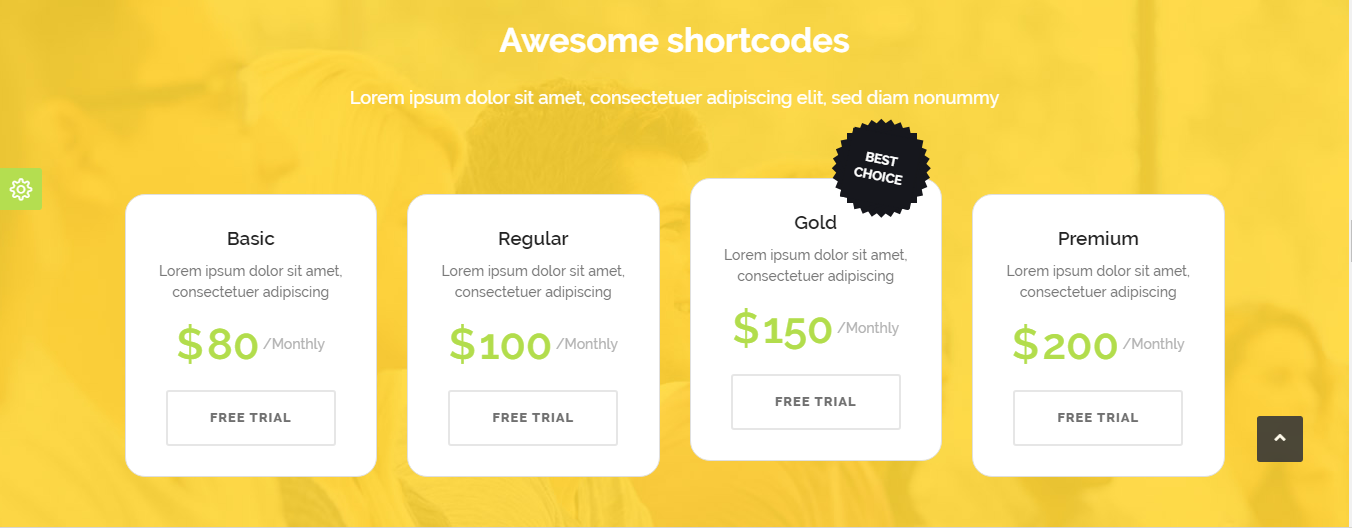 Awesome shortcodes
Lorem ipsum dolor sit amet, consectetuer adipiscing elit, sed diam nonummy
Basic
Lorem ipsum dolor sit amet,
consectetuer adipiscing
$80 /Monthly
FREE TRIAL
Regular
Lorem ipsum dolor sit amet,
consectetuer adipiscing
$100 /Monthly
FREE TRIAL
BEST
CHOICE
Gold
Lorem ipsum dolor sit amet,
consectetuer adipiscing
$150 /Monthly
FREE TRIAL
Premium
Lorem ipsum dolor sit amet,
consectetuer adipiscing
$200 /Monthly
FREE TRIAL